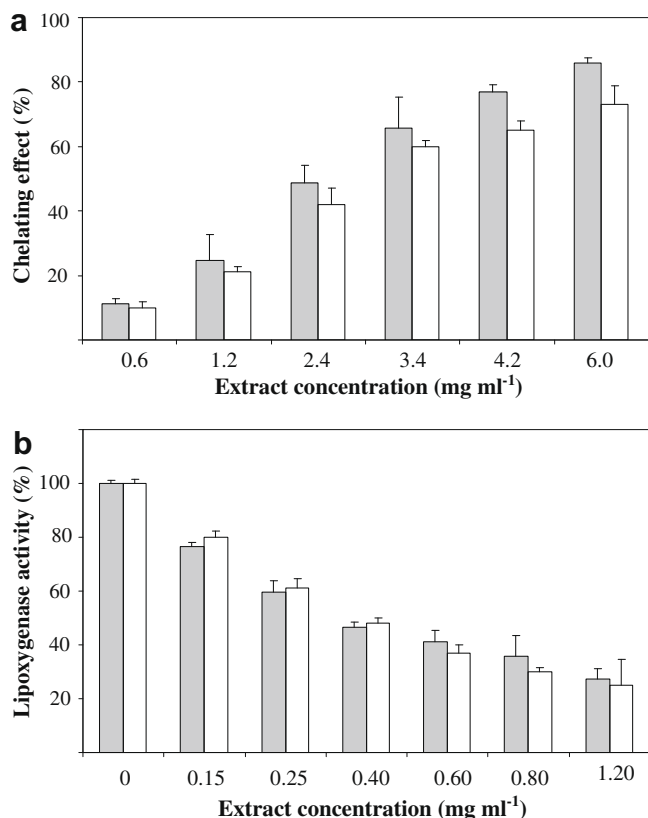 a
100
80
60
40
20
Chelating effect (%)
0.6 1.2 2.4 3.4 4.2 6.0
Extract concentration (mg ml⁻¹)
b
100
80
60
40
20
Lipoxygenase activity (%)
0 0.15 0.25 0.40 0.60 0.80 1.20
Extract concentration (mg ml⁻¹)